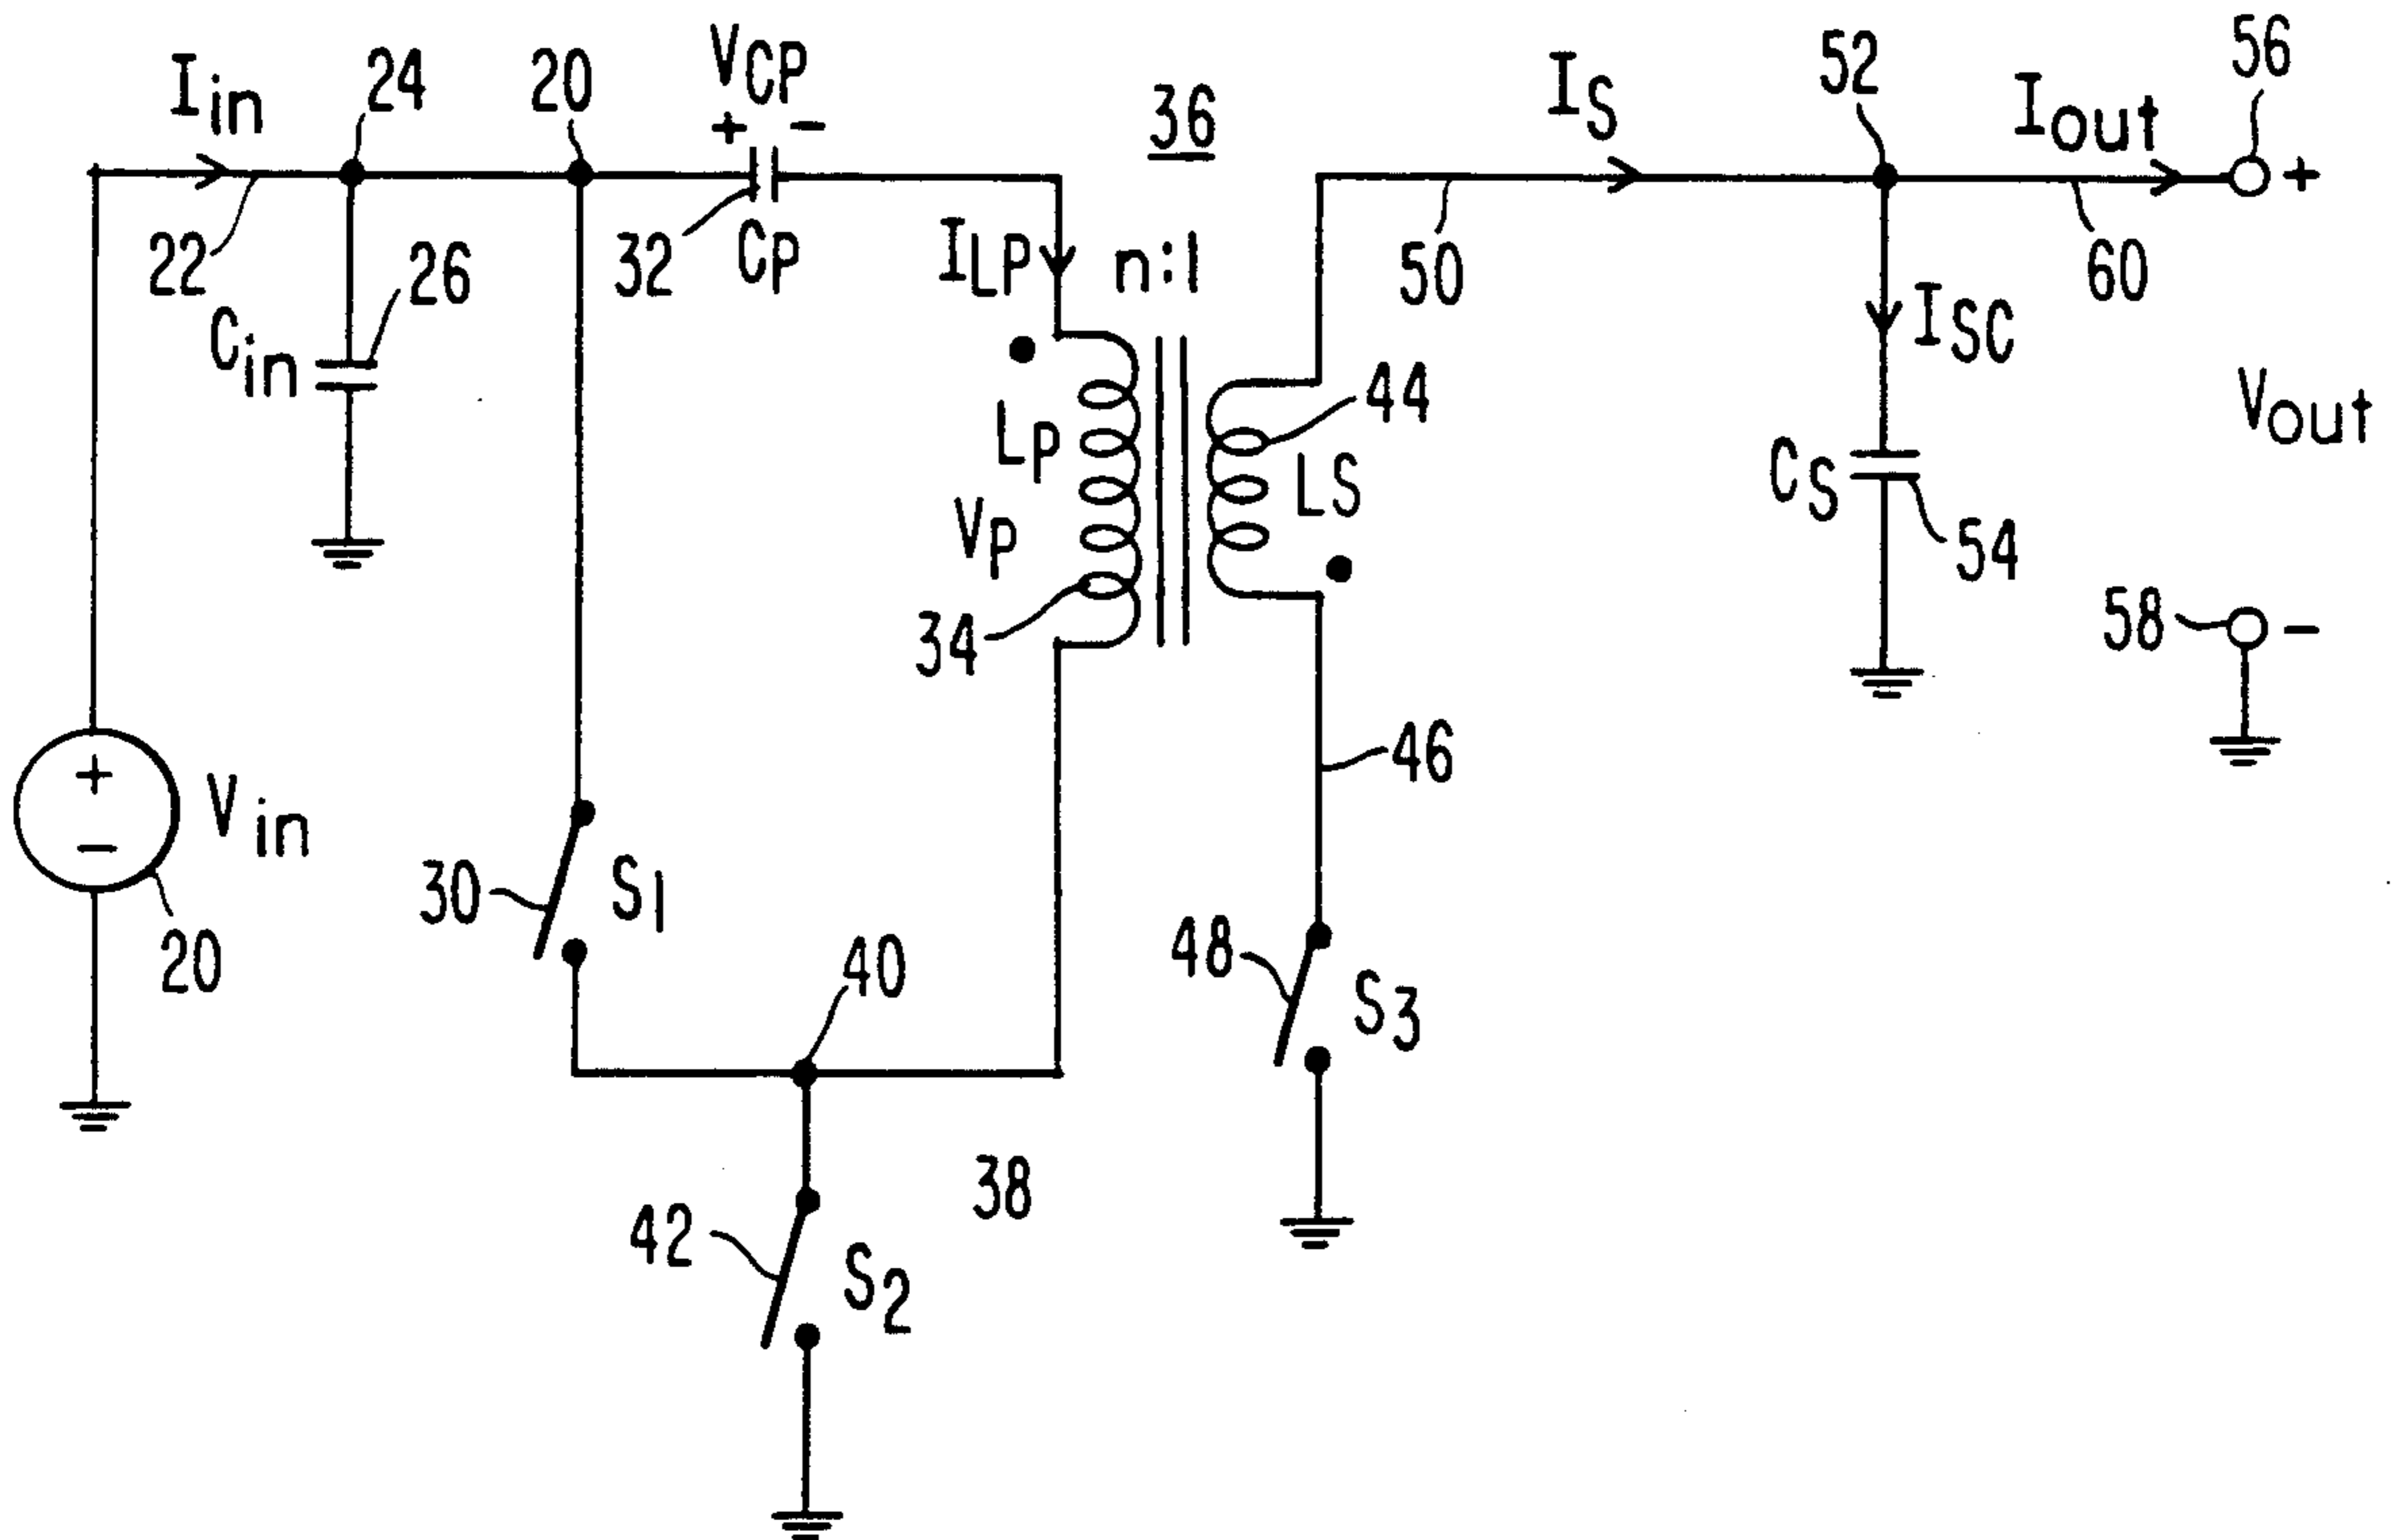 Iin
24
20
VCP
+ -
36
IS
52
Iout
56
+
22
32
CP
ILP
n:1
50
60
26
Cin
ISC
44
LP
LS
Vout
CS
VP
54
34
58
-
46
+
-
Vin
30
S1
20
40
48
S3
38
42
S2